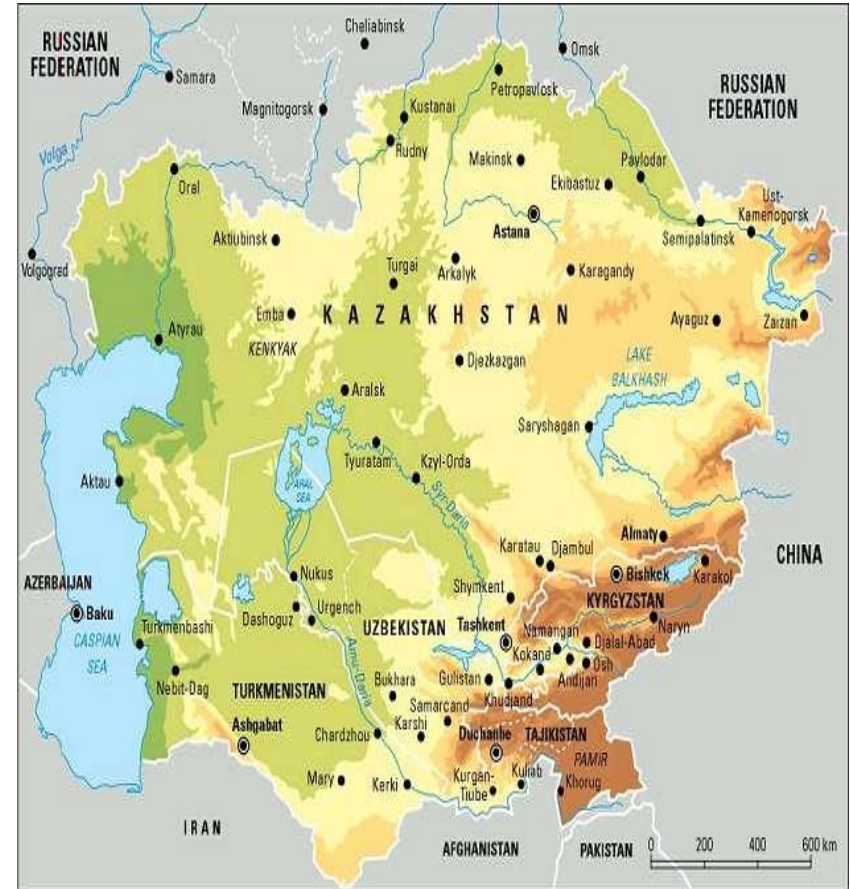 Cheliabinsk
RUSSIAN
FEDERATION
Omsk
Samara
Petropavlosk
RUSSIAN
FEDERATION
Magnitogorsk
Kustanai
Rudny
Volga
Makinsk
Pavlodar
Ekibastuz
Oral
Ust-
Kamenogorsk
Astana
Semipalatinsk
Aktiubinsk
Volgograd
Turgai
Arkalyk
Karagandy
Emba
KAZAKHSTAN
Ayaguz
Zaizan
Atyrau
KENKYAK
Djezkazgan
LAKE
BALKHASH
Aralsk
Saryshagan
Tyuratam
Kzyl-Orda
Aktau
ARAL
SEA
Syr-Daria
Almaty
Karatau
Djambul
CHINA
Nukus
Bishkek
Karakol
AZERBAIJAN
Shymkent
KYRGYZSTAN
Baku
Dashoguz
Urgench
UZBEKISTAN
Tashkent
Namangan
Naryn
CASPIAN
SEA
Turkmenbashi
Kokand
Djalal-Abad
Osh
Amu-Daria
Andijan
Nebit-Dag
Bukhara
Gulistan
Khudjand
TURKMENISTAN
Samarcand
Ashgabat
Chardzhou
Karshi
Duchanbe
TAJIKISTAN
PAMIR
Mary
Kerki
Kurgan-
Tiube
Kuliab
Khorug
IRAN
AFGHANISTAN
PAKISTAN
0 200 400 600 km